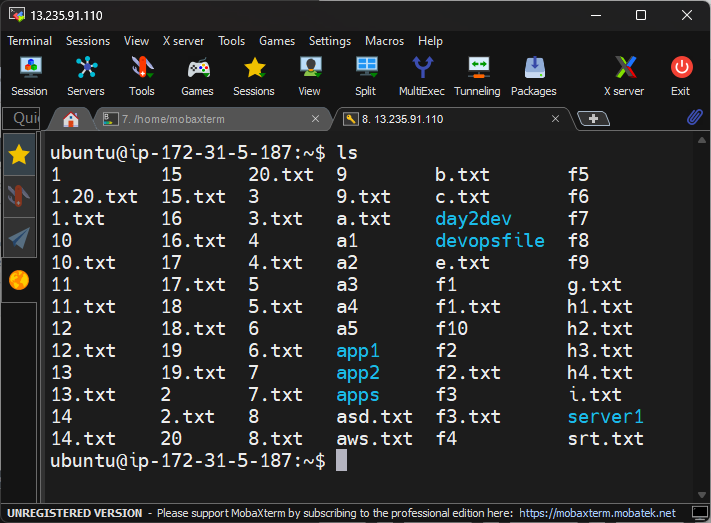 13.235.91.110
Terminal Sessions View X server Tools Games Settings Macros Help
Session Servers Tools Games Sessions View Split MultiExec Tunneling Packages X server Exit
7. /home/mobaxterm 8. 13.235.91.110
ubuntu@ip-172-31-5-187:~$ ls
1 15 20.txt 9 b.txt f5
1.20.txt 15.txt 3 9.txt c.txt f6
1.txt 16 3.txt a.txt day2dev f7
10 16.txt 4 a1 devopsfile f8
10.txt 17 4.txt a2 e.txt f9
11 17.txt 5 a3 f1 g.txt
11.txt 18 5.txt a4 f1.txt h1.txt
12 18.txt 6 a5 f10 h2.txt
12.txt 19 6.txt app1 f2 h3.txt
13 19.txt 7 app2 f2.txt h4.txt
13.txt 2 7.txt apps f3 i.txt
14 2.txt 8 asd.txt f3.txt server1
14.txt 20 8.txt aws.txt f4 srt.txt
ubuntu@ip-172-31-5-187:~$
UNREGISTERED VERSION - Please support MobaXterm by subscribing to the professional edition here: https://mobaxterm.mobatek.net